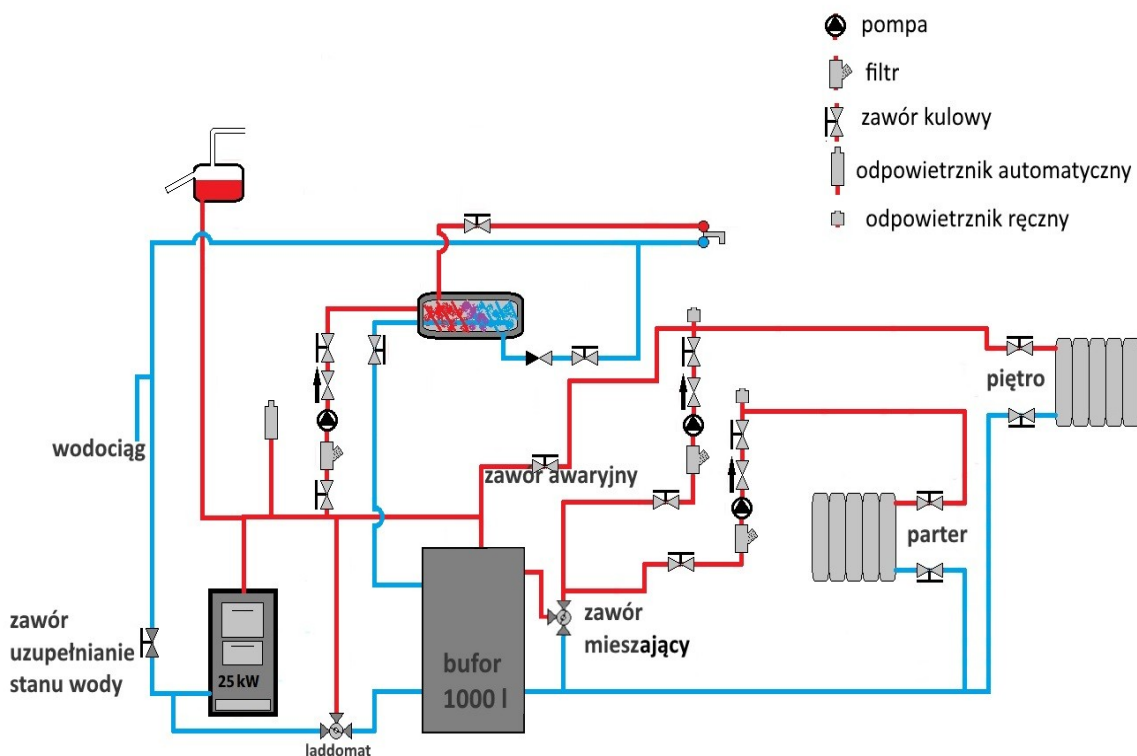 pompa
filtr
zawór kulowy
odpowietrznik automatyczny
odpowietrznik ręczny
piętro
wodociąg
zawór awaryjny
parter
zawór
mieszający
zawór
uzupełnianie
stanu wody
25 kW
bufor
1000 l
laddomat